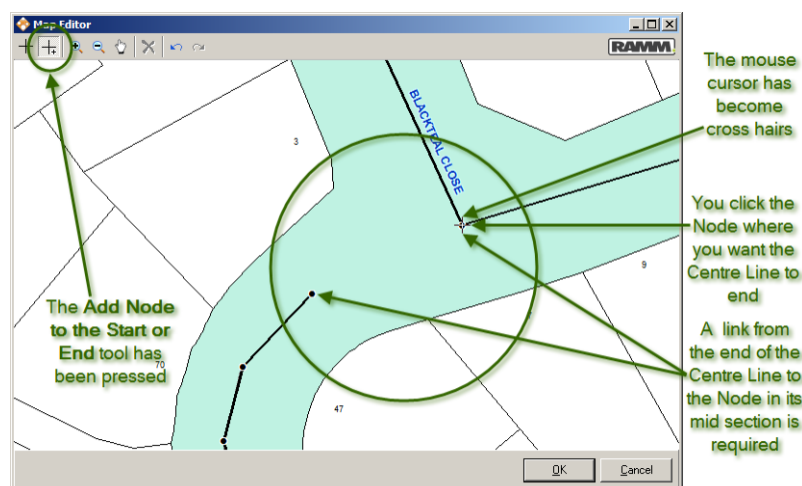 Map Editor
RAMM
The mouse
cursor has
become
cross hairs
BLACKTEAL CLOSE
3
You click the
Node where
you want the
Centre Line to
end
9
The Add Node
to the Start or
End tool has
been pressed
70
47
A link from
the end of the
Centre Line to
the Node in its
mid section is
required
OK
Cancel